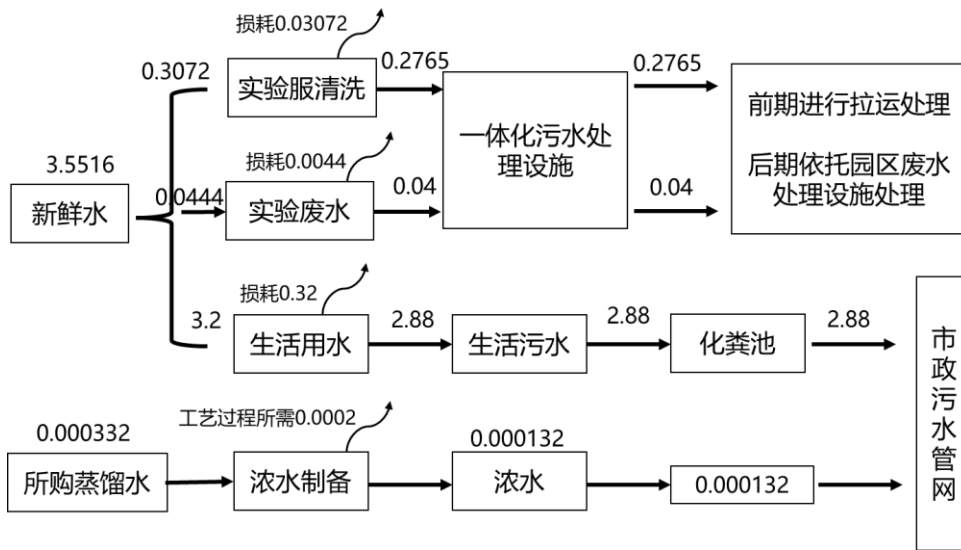 损耗0.03072
0.3072
实验服清洗
0.2765
一体化污水处
理设施
0.2765
前期进行拉运处理
后期依托园区废水
处理设施处理
3.5516
新鲜水
损耗0.0044
0.0444
实验废水
0.04
0.04
损耗0.32
3.2
生活用水
2.88
生活污水
2.88
化粪池
2.88
市政污水管网
工艺过程所需0.0002
0.000332
所购蒸馏水
浓水制备
0.000132
浓水
0.000132